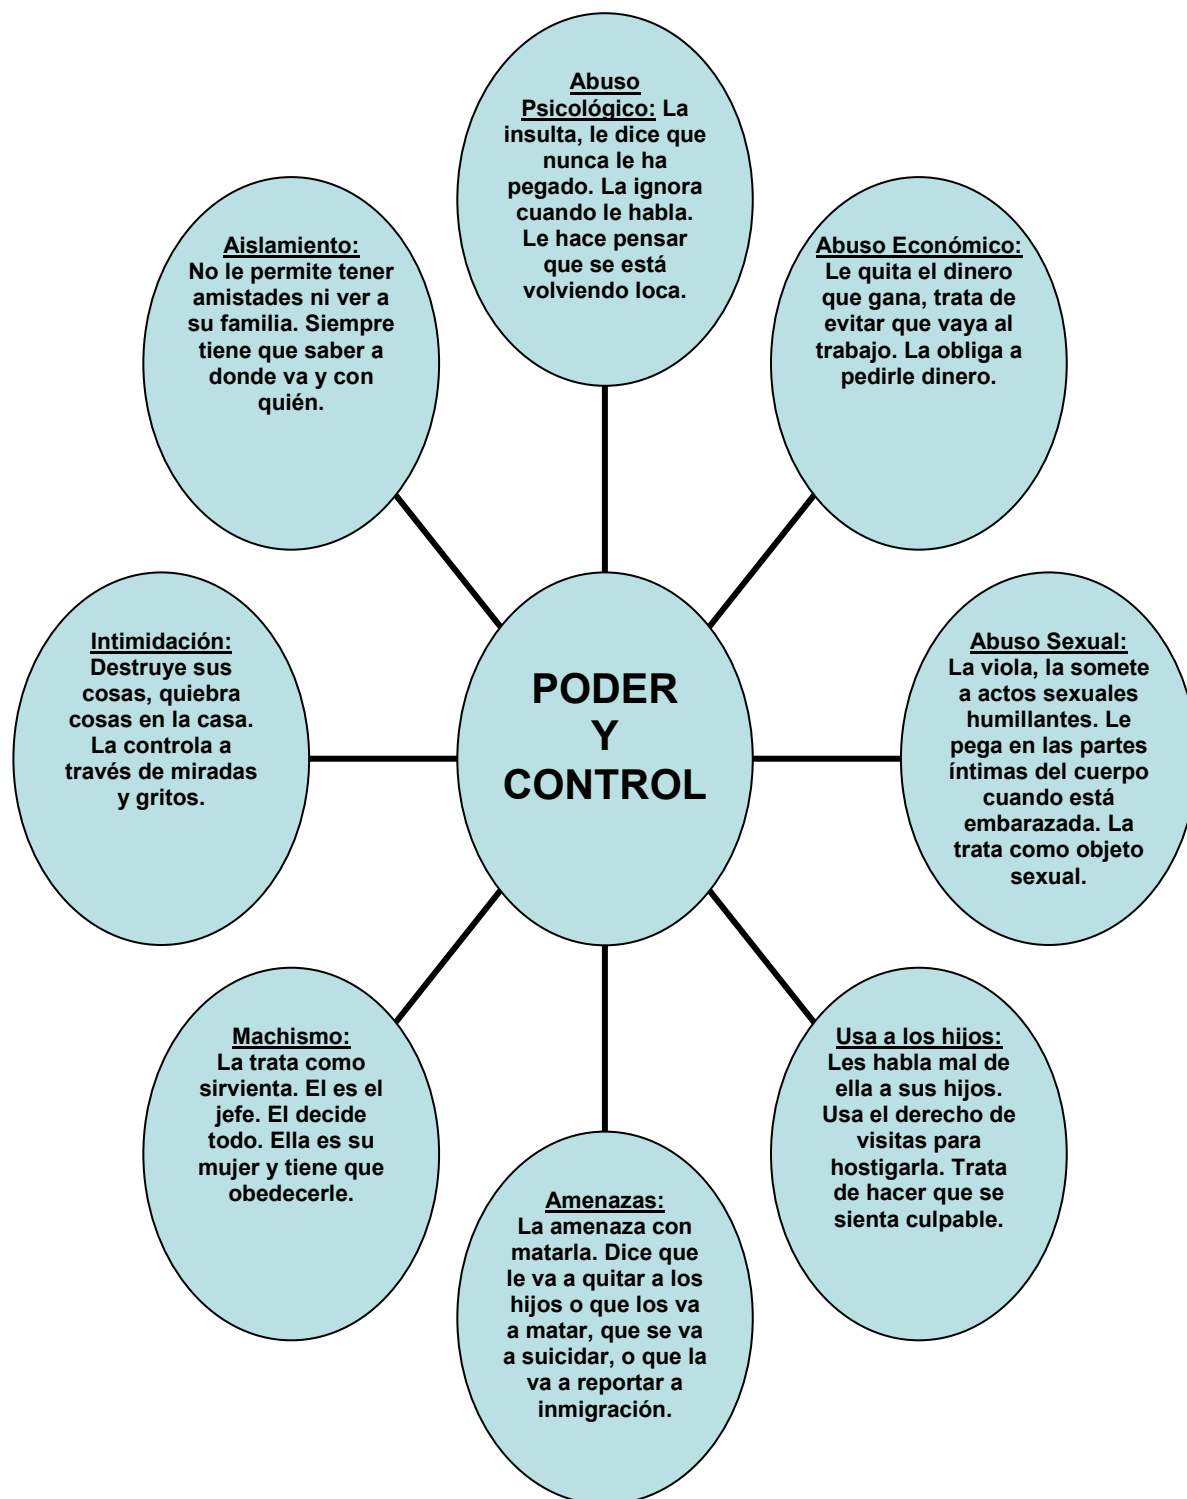 Abuso
Psicológico: La
insulta, le dice que
nunca le ha
pegado. La ignora
cuando le habla.
Le hace pensar
que se está
volviendo loca.
Aislamiento:
No le permite tener
amistades ni ver a
su familia. Siempre
tiene que saber a
donde va y con
quién.
Abuso Económico:
Le quita el dinero
que gana, trata de
evitar que vaya al
trabajo. La obliga a
pedirle dinero.
Intimidación:
Destruye sus
cosas, quiebra
cosas en la casa.
La controla a
través de miradas
y gritos.
PODER
Y
CONTROL
Abuso Sexual:
La viola, la somete
a actos sexuales
humillantes. Le
pega en las partes
íntimas del cuerpo
cuando está
embarazada. La
trata como objeto
sexual.
Machismo:
La trata como
sirvienta. El es el
jefe. El decide
todo. Ella es su
mujer y tiene que
obedecerle.
Amenazas:
La amenaza con
matarla. Dice que
le va a quitar a los
hijos o que los va
a matar, que se va
a suicidar, o que la
va a reportar a
inmigración.
Usa a los hijos:
Les habla mal de
ella a sus hijos.
Usa el derecho de
visitas para
hostigarla. Trata
de hacer que se
sienta culpable.